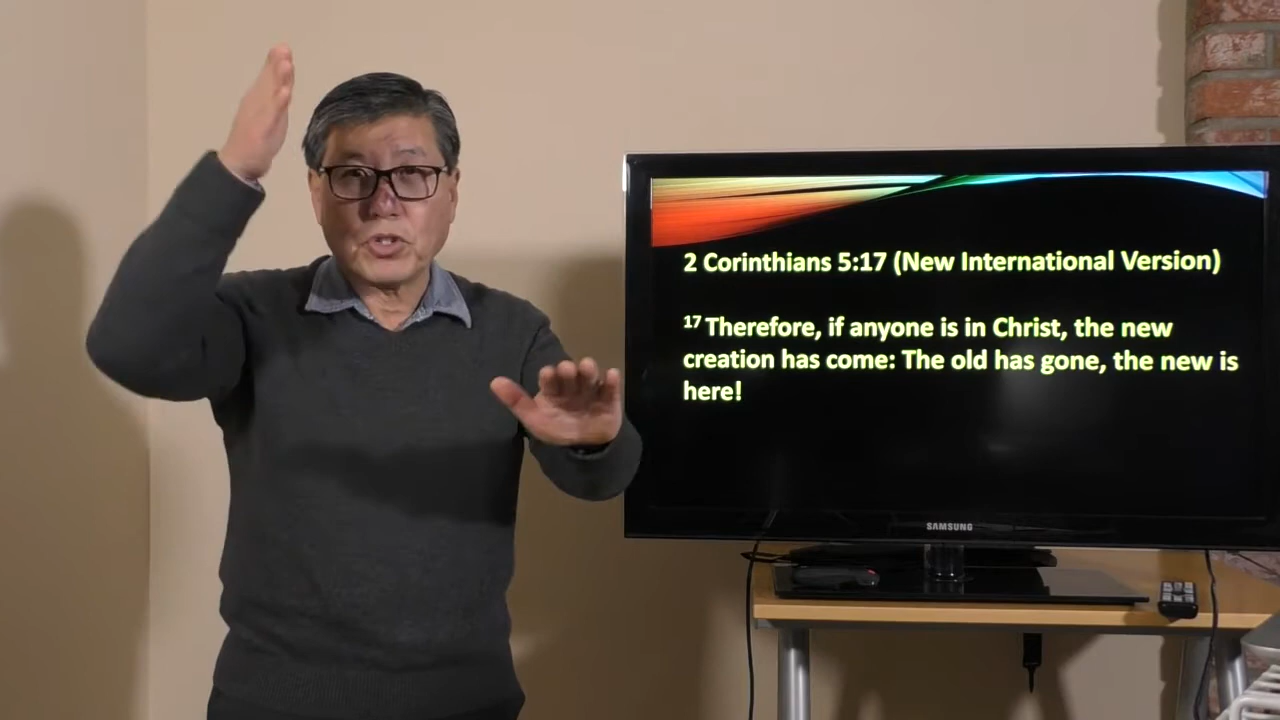 2 Corinthians 5:17 (New International Version)
17 Therefore, if anyone is in Christ, the new
creation has come: The old has gone, the new is
here!
SAMSUNG